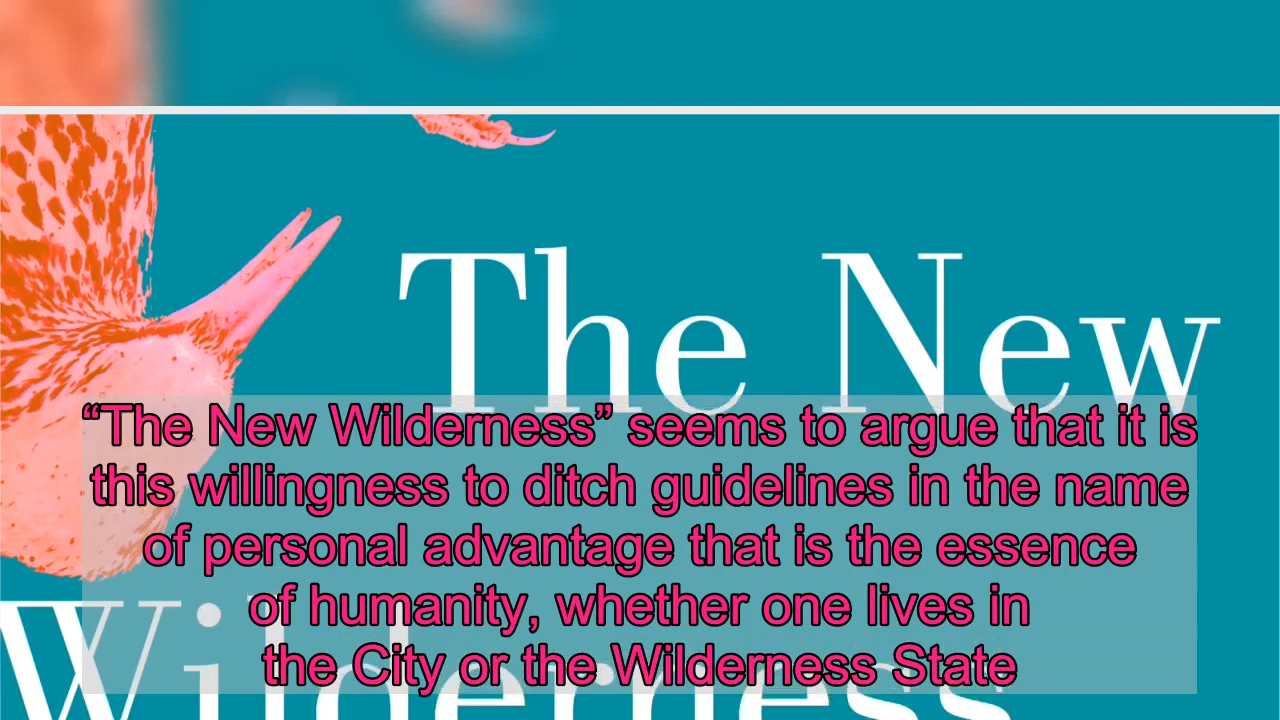 The New
Wilderness
“The New Wilderness” seems to argue that it is
this willingness to ditch guidelines in the name
of personal advantage that is the essence
of humanity, whether one lives in
the City or the Wilderness State